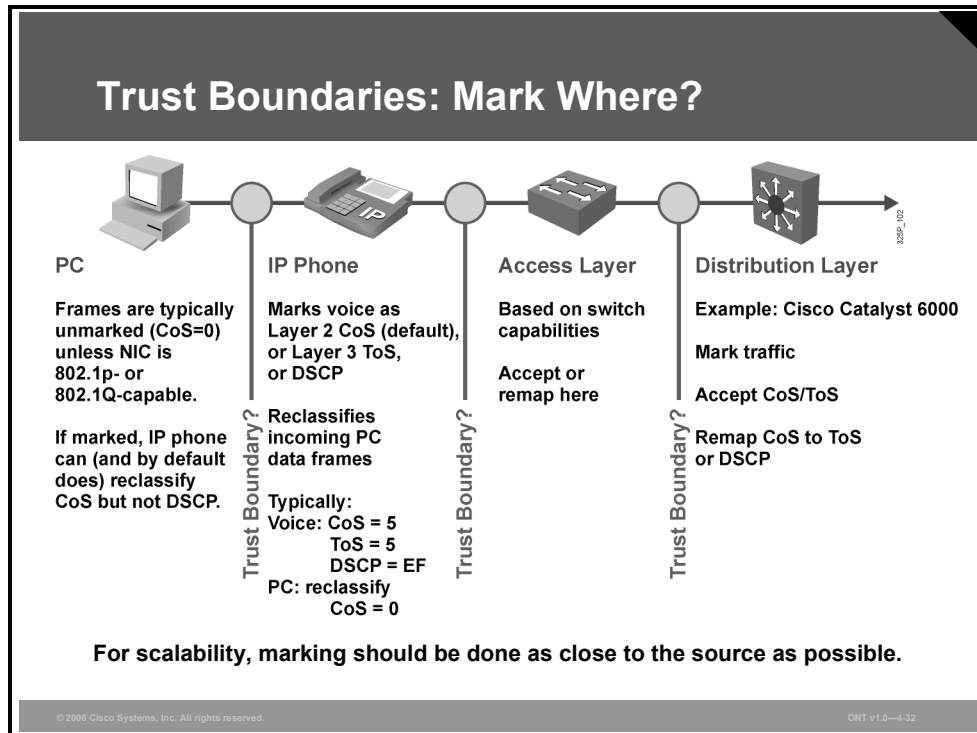 Trust Boundaries: Mark Where?
IP
325P_102
PC
Frames are typically
unmarked (CoS=0)
unless NIC is
802.1p- or
802.1Q-capable.
If marked, IP phone
can (and by default
does) reclassify
CoS but not DSCP.
Trust Boundary?
IP Phone
Marks voice as
Layer 2 CoS (default),
or Layer 3 ToS,
or DSCP
Reclassifies
incoming PC
data frames
Typically:
Voice: CoS = 5
ToS = 5
DSCP = EF
PC: reclassify
CoS = 0
Trust Boundary?
Access Layer
Based on switch
capabilities
Accept or
remap here
Trust Boundary?
Distribution Layer
Example: Cisco Catalyst 6000
Mark traffic
Accept CoS/ToS
Remap CoS to ToS
or DSCP
For scalability, marking should be done as close to the source as possible.
© 2006 Cisco Systems, Inc. All rights reserved.
ONT v1.0—4-32